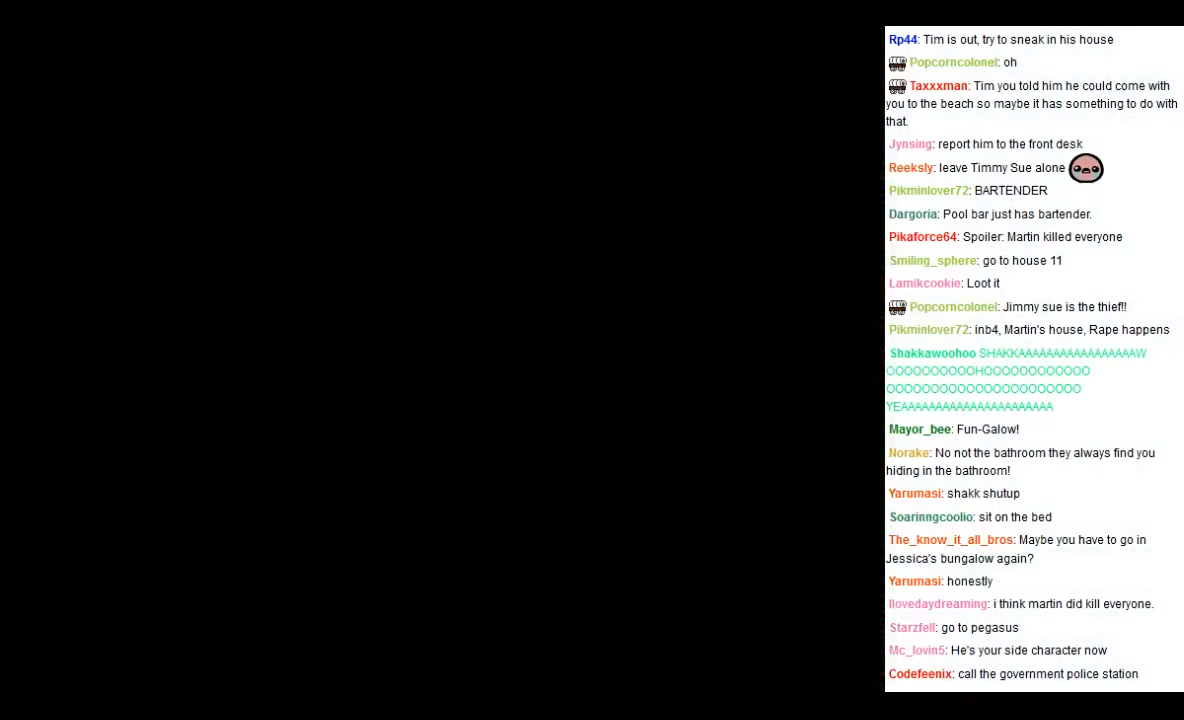 Rp44: Tim is out, try to sneak in his house
Popcorncolonel: oh
Taxxxman: Tim you told him he could come with
you to the beach so maybe it has something to do with
that.
Jynsing: report him to the front desk
Reeksly: leave Timmy Sue alone
Pikminlover72: BARTENDER
Dargoria: Pool bar just has bartender.
Pikaforce64: Spoiler: Martin killed everyone
Smiling_sphere: go to house 11
Lamikcookie: Loot it
Popcorncolonel: Jimmy sue is the thief!!
Pikminlover72: inb4, Martin's house, Rape happens
Shakkawoohoo SHAKKAAAAAAAAAAAAAAAAAW
OOOOOOOOOOHOOOOOOOOOOOO
OOOOOOOOOOOOOOOOOOOOOO
YEAAAAAAAAAAAAAAAAAAAAAA
Mayor_bee: Fun-Galow!
Norake: No not the bathroom they always find you
hiding in the bathroom!
Yarumasi: shakk shutup
Soarinngcoolio: sit on the bed
The_know_it_all_bros: Maybe you have to go in
Jessica's bungalow again?
Yarumasi: honestly
Ilovedaydreaming: i think martin did kill everyone.
Starzfell: go to pegasus
Mc_lovin5: He's your side character now
Codefeenix: call the government police station